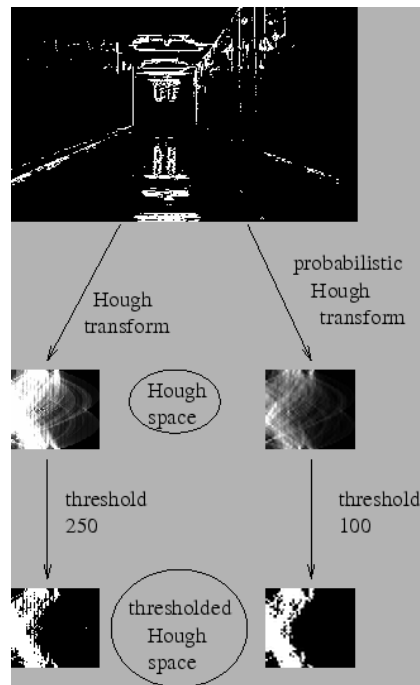 Hough
transform
probabilistic
Hough
transform
Hough
space
threshold
250
threshold
100
thresholded
Hough
space